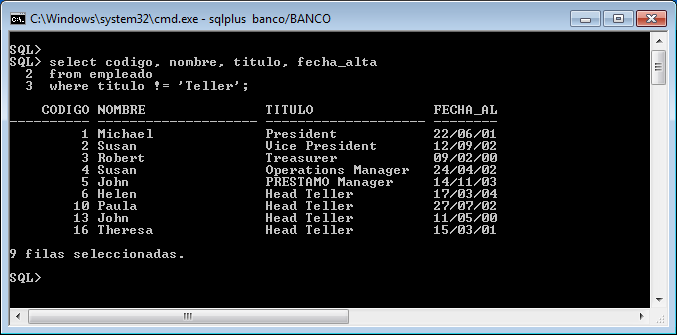 C:\Windows\system32\cmd.exe - sqlplus banco/BANCO
SQL>
SQL> select codigo, nombre, titulo, fecha_alta
2 from empleado
3 where titulo != 'Teller';
CODIGO NOMBRE TITULO FECHA_AL
---------- -------------------- -------------------- --------
1 Michael President 22/06/01
2 Susan Vice President 12/09/02
3 Robert Treasurer 09/02/00
4 Susan Operations Manager 24/04/02
5 John PRESTAMO Manager 14/11/03
6 Helen Head Teller 17/03/04
10 Paula Head Teller 27/07/02
13 John Head Teller 11/05/00
16 Theresa Head Teller 15/03/01
9 filas seleccionadas.
SQL>